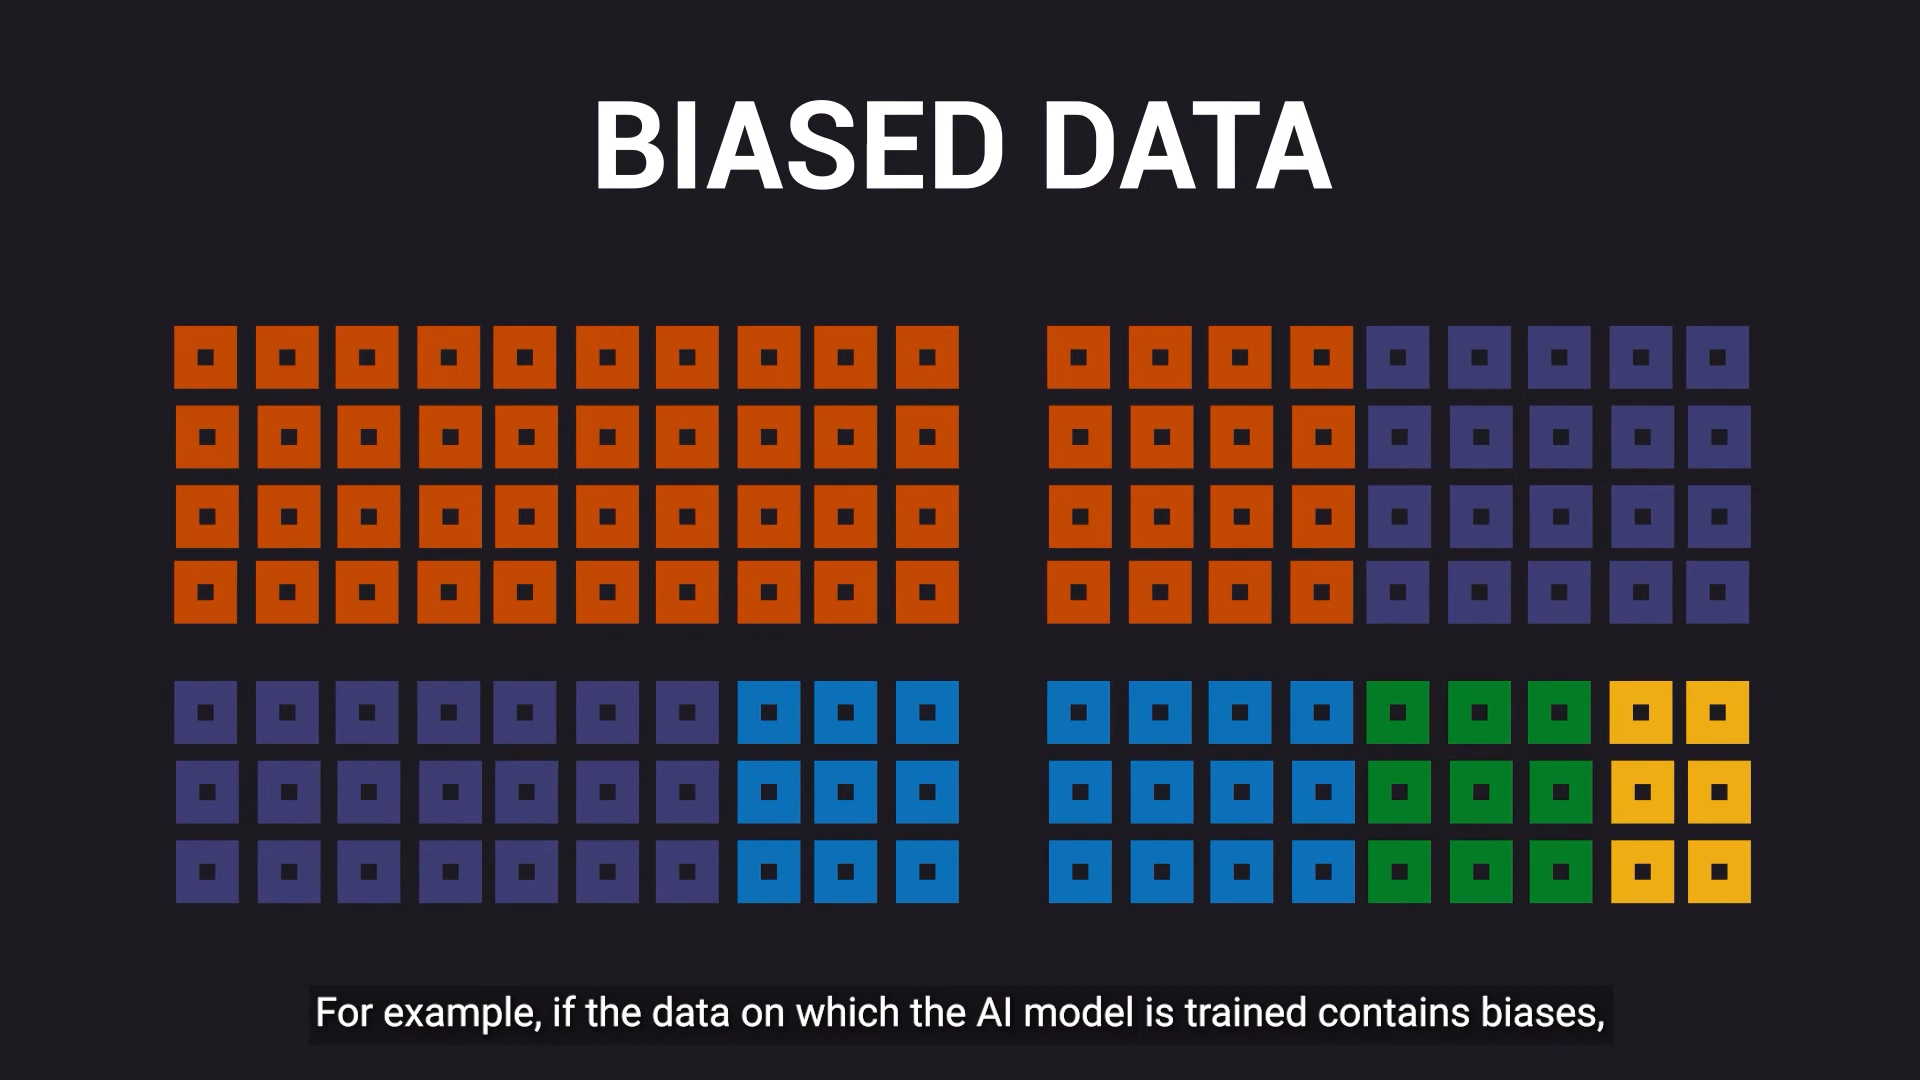 BIASED DATA
For example, if the data on which the AI model is trained contains biases,